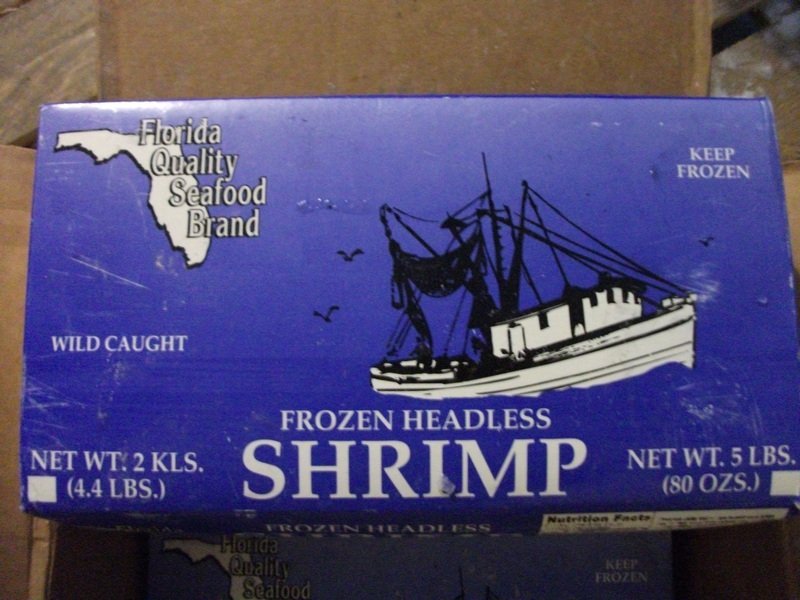 Florida
Quality
Seafood
Brand
KEEP
FROZEN
WILD CAUGHT
FROZEN HEADLESS
SHRIMP
NET WT. 2 KLS.
(4.4 LBS.)
NET WT. 5 LBS.
(80 OZS.)
Florida
FROZEN HEADLESS
Nutrition Facts
Florida
Quality
Seafood
KEEP
FROZEN